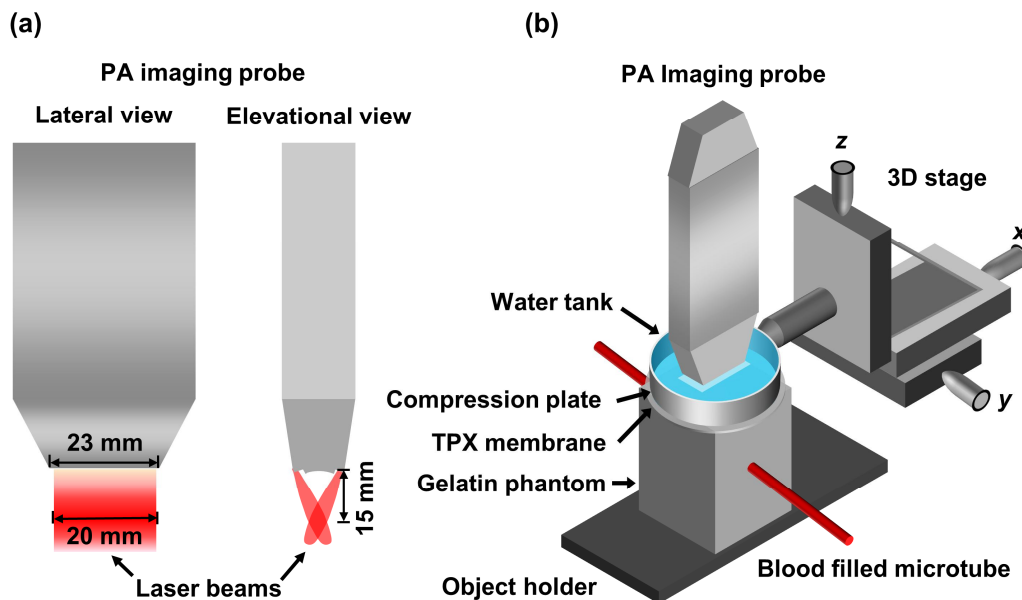 (a)
PA imaging probe
Lateral view
Elevational view
23 mm
20 mm
15 mm
Laser beams
(b)
PA Imaging probe
z
3D stage
x
Water tank
Compression plate
y
TPX membrane
Gelatin phantom
Blood filled microtube
Object holder